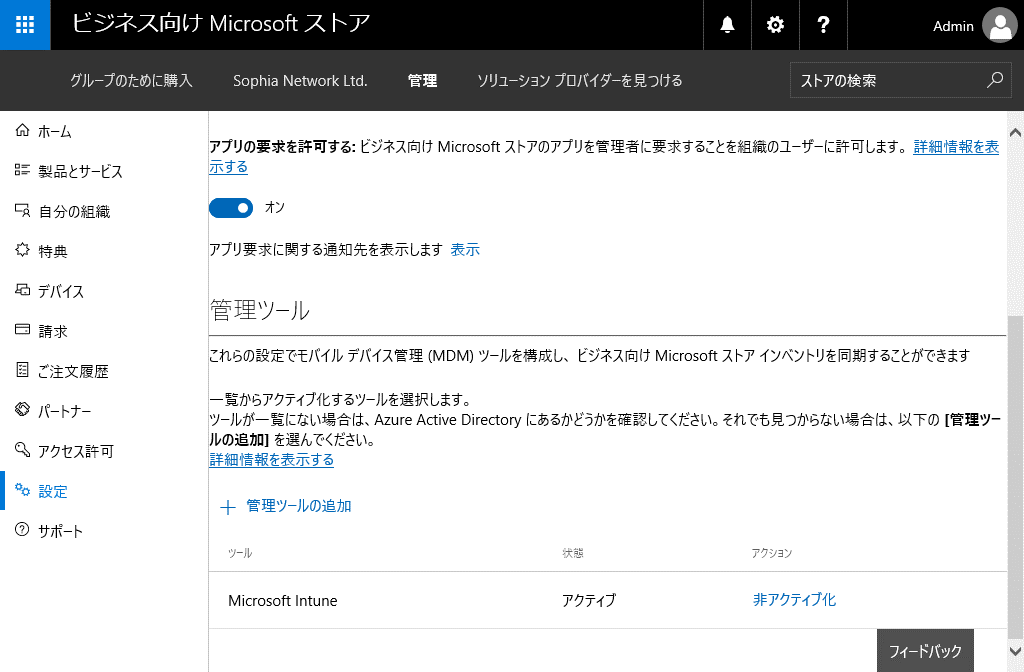 ビジネス向け Microsoft ストア
?
Admin
グループのために購入
Sophia Network Ltd.
管理
ソリューション プロバイダーを見つける
ストアの検索
ホーム
製品とサービス
自分の組織
特典
デバイス
請求
ご注文履歴
パートナー
アクセス許可
設定
サポート
アプリの要求を許可する: ビジネス向け Microsoft ストアのアプリを管理者に要求することを組織のユーザーに許可します。 詳細情報を表
示する
オン
アプリ要求に関する通知先を表示します 表示
管理ツール
これらの設定でモバイル デバイス管理 (MDM) ツールを構成し、ビジネス向け Microsoft ストア インベントリを同期することができます
一覧からアクティブ化するツールを選択します。
ツールが一覧にない場合は、Azure Active Directory にあるかどうかを確認してください。それでも見つからない場合は、以下の [管理ツー
ルの追加] を選んでください。
詳細情報を表示する
管理ツールの追加
ツール 状態 アクション
Microsoft Intune アクティブ 非アクティブ化
フィードバック